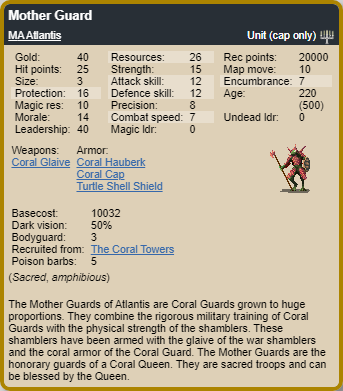 Mother Guard
MA Atlantis Unit (cap only)
Gold: 40 Resources: 26 Rec points: 20000
Hit points: 25 Strength: 15 Map move: 10
Size: 3 Attack skill: 12 Encumbrance: 7
Protection: 16 Defence skill: 12 Age: 220
Magic res: 10 Precision: 8 (500)
Morale: 14 Combat speed: 7 Undead ldr: 0
Leadership: 40 Magic ldr: 0
Weapons: Armor:
Coral Glaive Coral Hauberk
Coral Cap
Turtle Shell Shield
Basecost: 10032
Dark vision: 50%
Bodyguard: 3
Recruited from: The Coral Towers
Poison barbs: 5
(Sacred, amphibious)
The Mother Guards of Atlantis are Coral Guards grown to huge
proportions. They combine the rigorous military training of Coral
Guards with the physical strength of the shamblers. These
shamblers have been armed with the glaive of the war shamblers
and the coral armor of the Coral Guard. The Mother Guards are the
honorary guards of a Coral Queen. They are sacred troops and can
be blessed by the Queen.